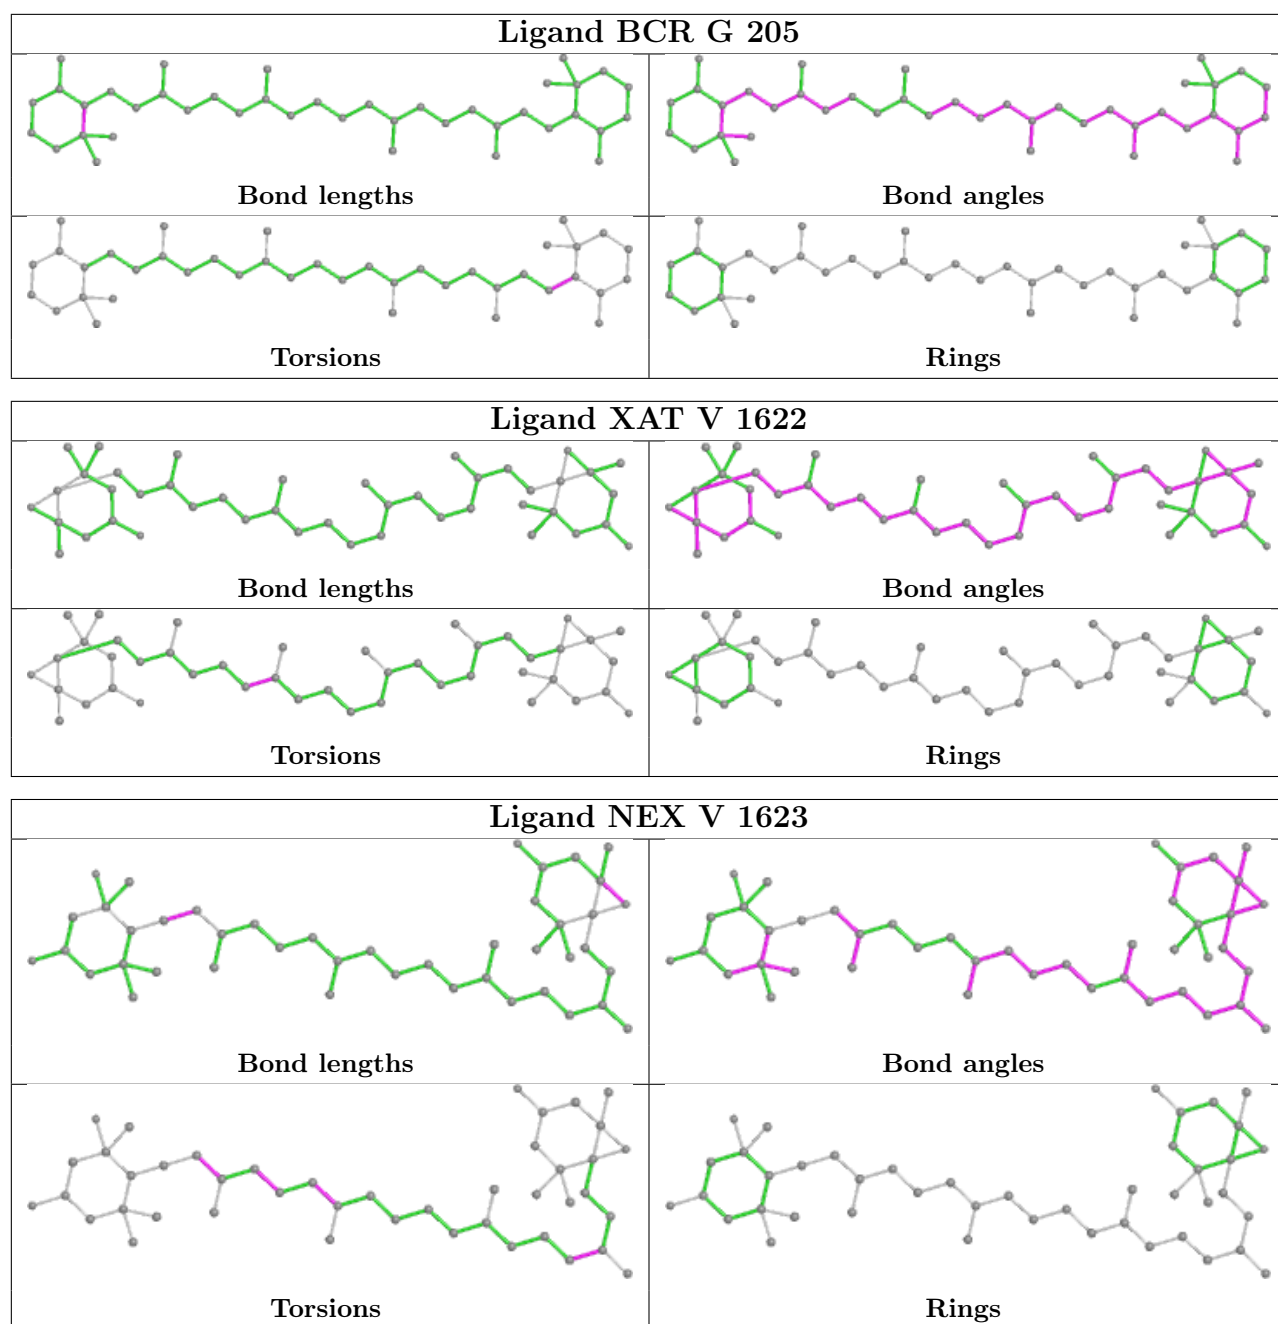 Ligand BCR G 205
Bond lengths
Bond angles
Torsions
Rings
Ligand XAT V 1622
Bond lengths
Bond angles
Torsions
Rings
Ligand NEX V 1623
Bond lengths
Bond angles
Torsions
Rings